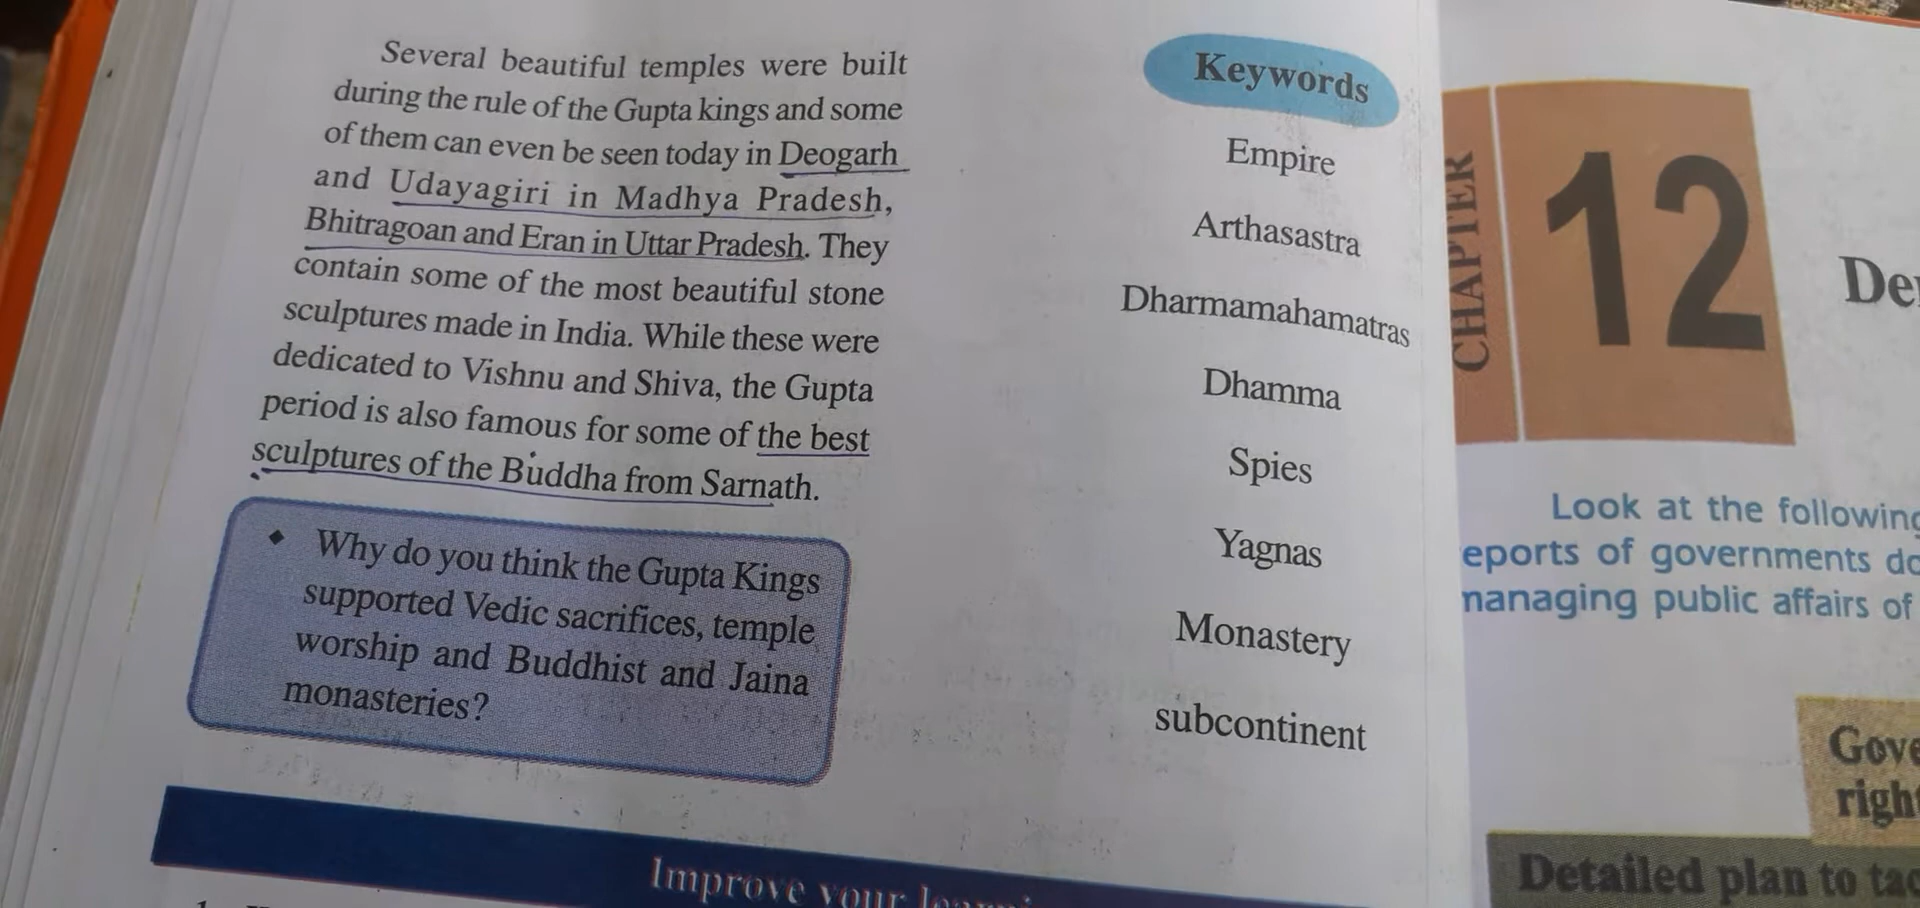 Several beautiful temples were built
during the rule of the Gupta kings and some
of them can even be seen today in Deogarh
and Udayagiri in Madhya Pradesh,
Bhitragoan and Eran in Uttar Pradesh. They
contain some of the most beautiful stone
sculptures made in India. While these were
dedicated to Vishnu and Shiva, the Gupta
period is also famous for some of the best
sculptures of the Buddha from Sarnath.
◆ Why do you think the Gupta Kings
supported Vedic sacrifices, temple
worship and Buddhist and Jaina
monasteries?
Improve your
Keywords
Empire
Arthasastra
Dharmamahamatras
Dhamma
Spies
Yagnas
Monastery
subcontinent
CHAPTER
12
Look at the following
eports of governments
managing public affairs of
Detailed plan to